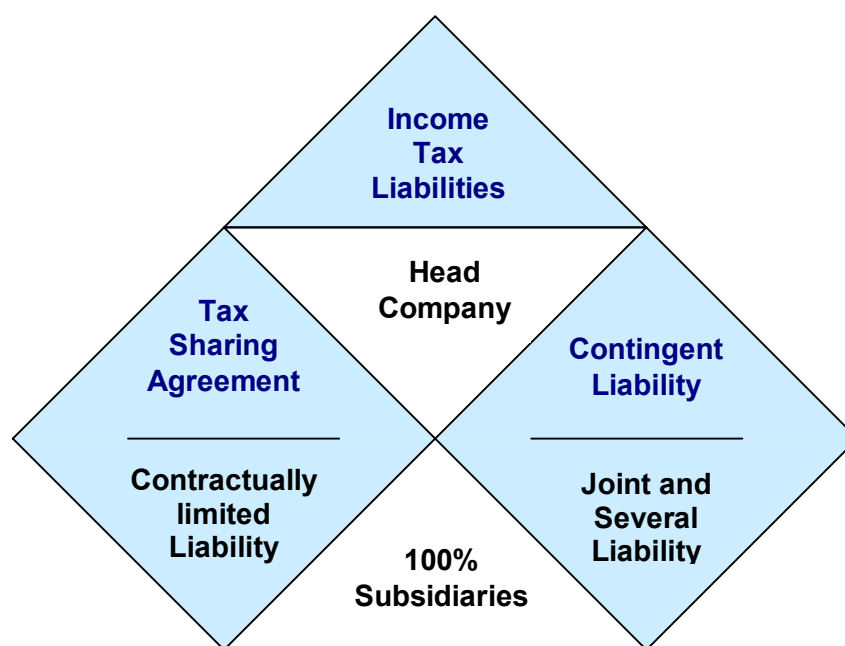 Income
Tax
Liabilities
Head
Company
Tax
Sharing
Agreement
Contingent
Liability
Contractually
limited
Liability
Joint and
Several
Liability
100%
Subsidiaries